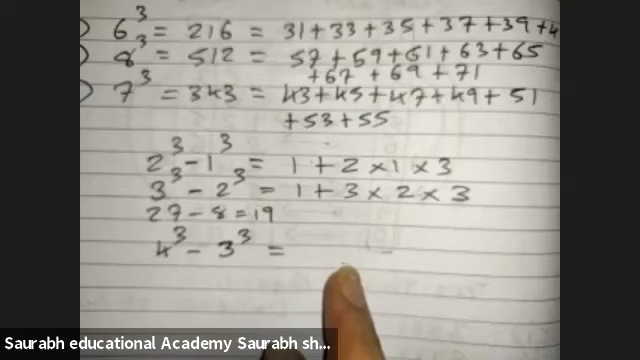 ) 6³ = 216 = 31+33+35+37+39+4
) 8³ = 512 = 57+59+61+63+65
+67 +69 +71
) 7³ = 343 = 43+45+47+49+51
+53+55
2³-1³ = 1+2×1×3
3³-2³ = 1+3×2×3
27-8=19
4³-3³ =
Saurabh educational Academy Saurabh sh...